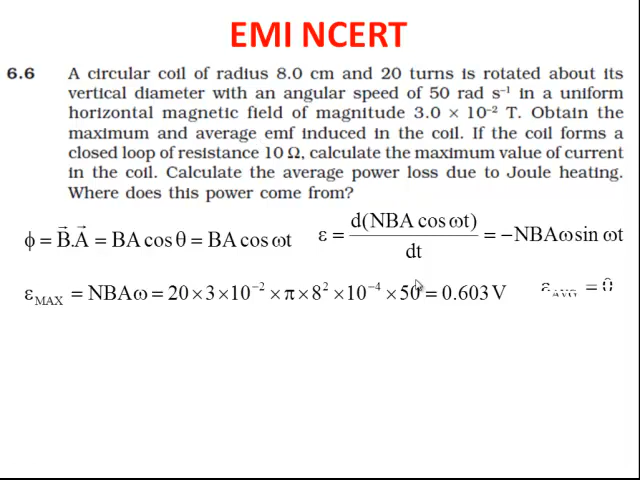 EMI NCERT
6.6 A circular coil of radius 8.0 cm and 20 turns is rotated about its
vertical diameter with an angular speed of 50 rad s⁻¹ in a uniform
horizontal magnetic field of magnitude 3.0 × 10⁻² T. Obtain the
maximum and average emf induced in the coil. If the coil forms a
closed loop of resistance 10 Ω, calculate the maximum value of current
in the coil. Calculate the average power loss due to Joule heating.
Where does this power come from?
ϕ = B⃗.A⃗ = BA cos θ = BA cos ωt
ε = d(NBA cos ωt)/dt = −NBAω sin ωt
ε_MAX = NBAω = 20 × 3 × 10⁻² × π × 8² × 10⁻⁴ × 50 = 0.603 V
ε_AVG = 0